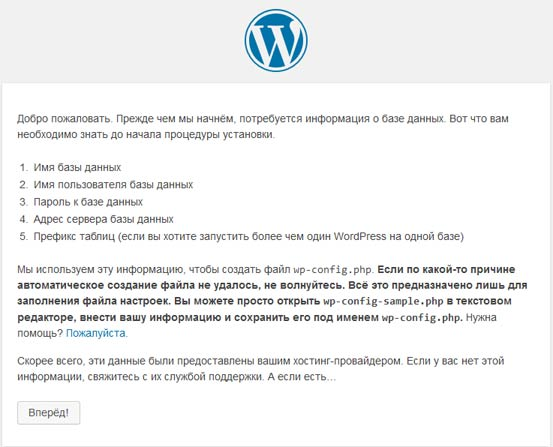 Добро пожаловать. Прежде чем мы начнём, потребуется информация о базе данных. Вот что вам
необходимо знать до начала процедуры установки.
1. Имя базы данных
2. Имя пользователя базы данных
3. Пароль к базе данных
4. Адрес сервера базы данных
5. Префикс таблиц (если вы хотите запустить более чем один WordPress на одной базе)
Мы используем эту информацию, чтобы создать файл wp-config.php. Если по какой-то причине
автоматическое создание файла не удалось, не волнуйтесь. Всё это предназначено лишь для
заполнения файла настроек. Вы можете просто открыть wp-config-sample.php в текстовом
редакторе, внести вашу информацию и сохранить его под именем wp-config.php. Нужна
помощь? Пожалуйста.
Скорее всего, эти данные были предоставлены вашим хостинг-провайдером. Если у вас нет этой
информации, свяжитесь с их службой поддержки. А если есть…
Вперёд!